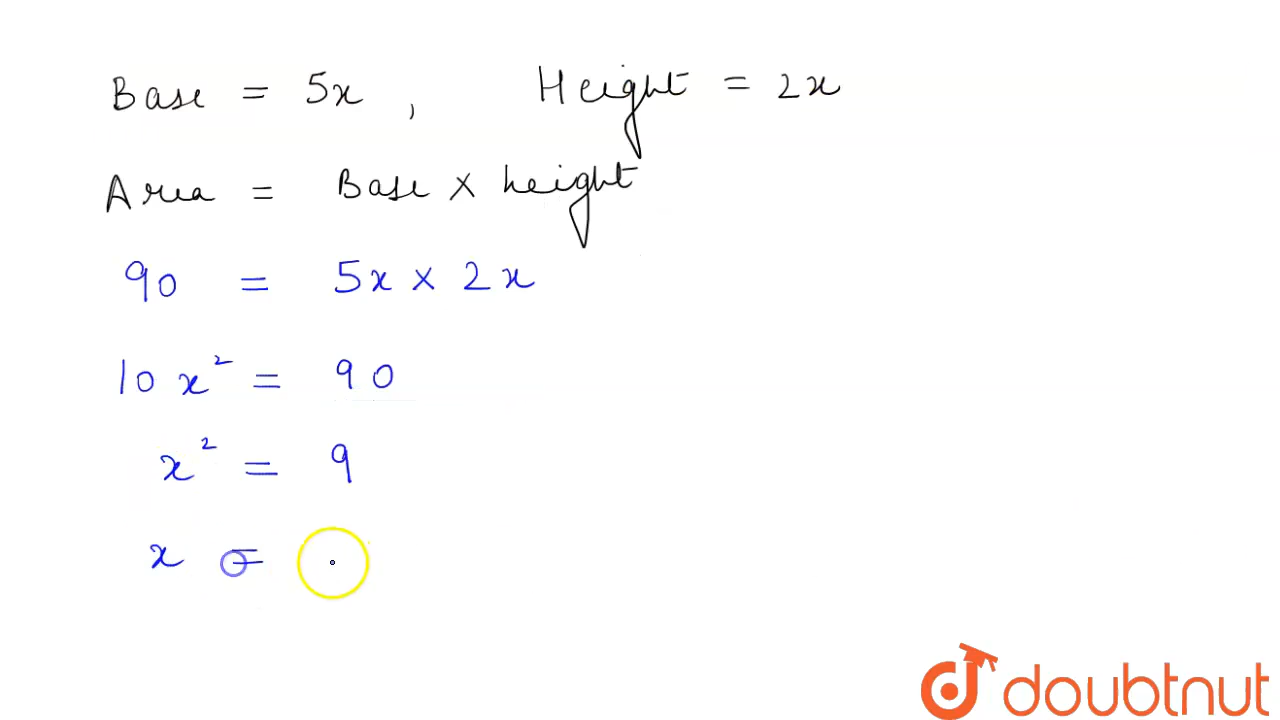 Base = 5x , Height = 2x
Area = Base × height
90 = 5x × 2x
10x² = 90
x² = 9
x =
doubtnut